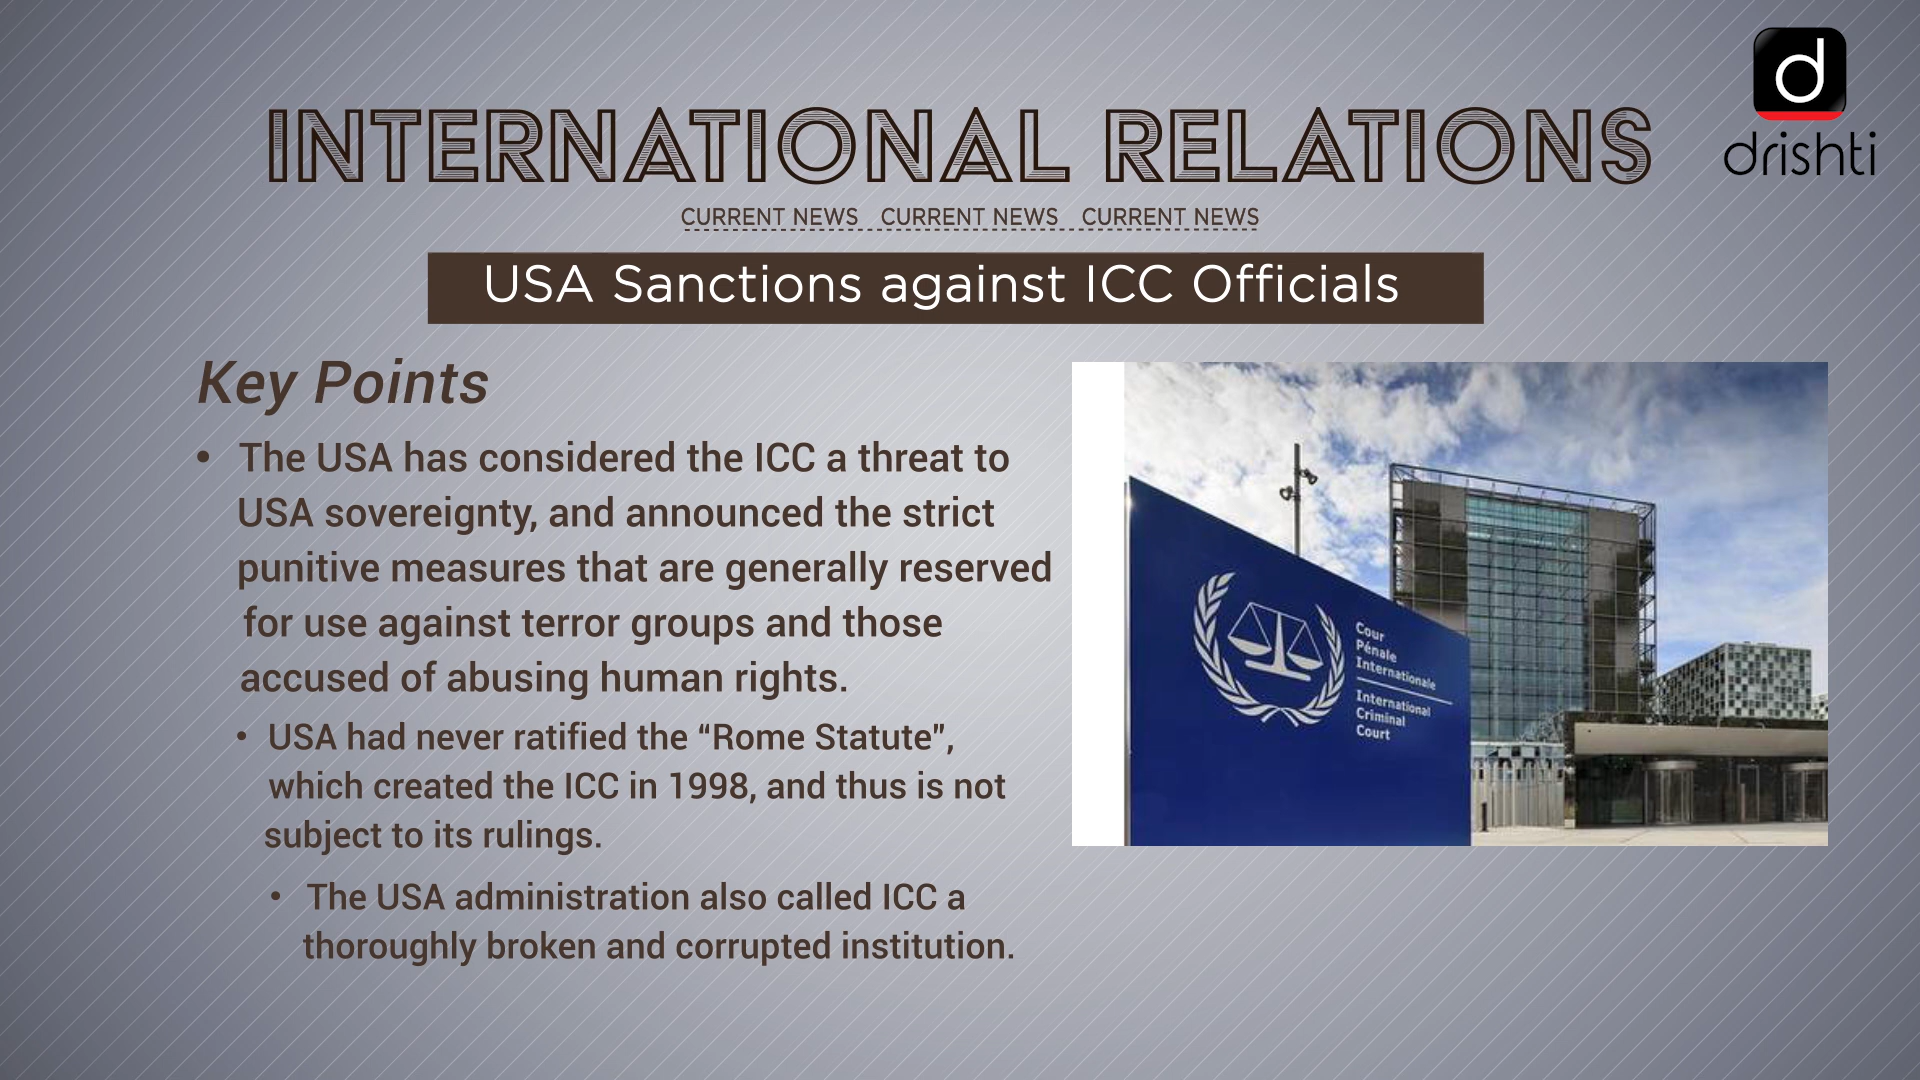 d
drishti
INTERNATIONAL RELATIONS
CURRENT NEWS CURRENT NEWS CURRENT NEWS
USA Sanctions against ICC Officials
Key Points
• The USA has considered the ICC a threat to
USA sovereignty, and announced the strict
punitive measures that are generally reserved
for use against terror groups and those
accused of abusing human rights.
• USA had never ratified the “Rome Statute”,
which created the ICC in 1998, and thus is not
subject to its rulings.
• The USA administration also called ICC a
thoroughly broken and corrupted institution.
Cour
Pénale
Internationale
International
Criminal
Court